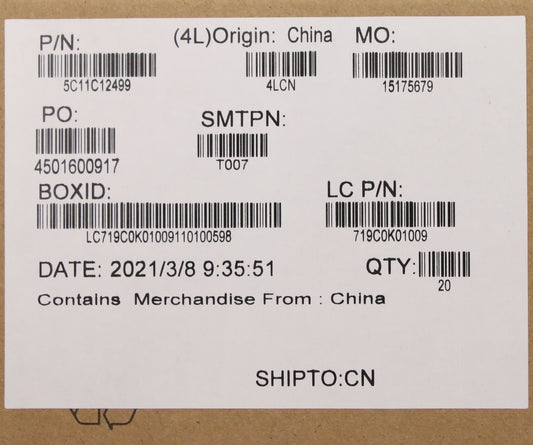 P/N: (4L)Origin: China MO:
5C11C12499 4LCN 15175679
PO: SMTPN:
4501600917 T007
BOXID: LC P/N:
LC719C0K01009110100598 719C0K01009
DATE: 2021/3/8 9:35:51 QTY:
20
Contains Merchandise From : China
SHIPTO:CN